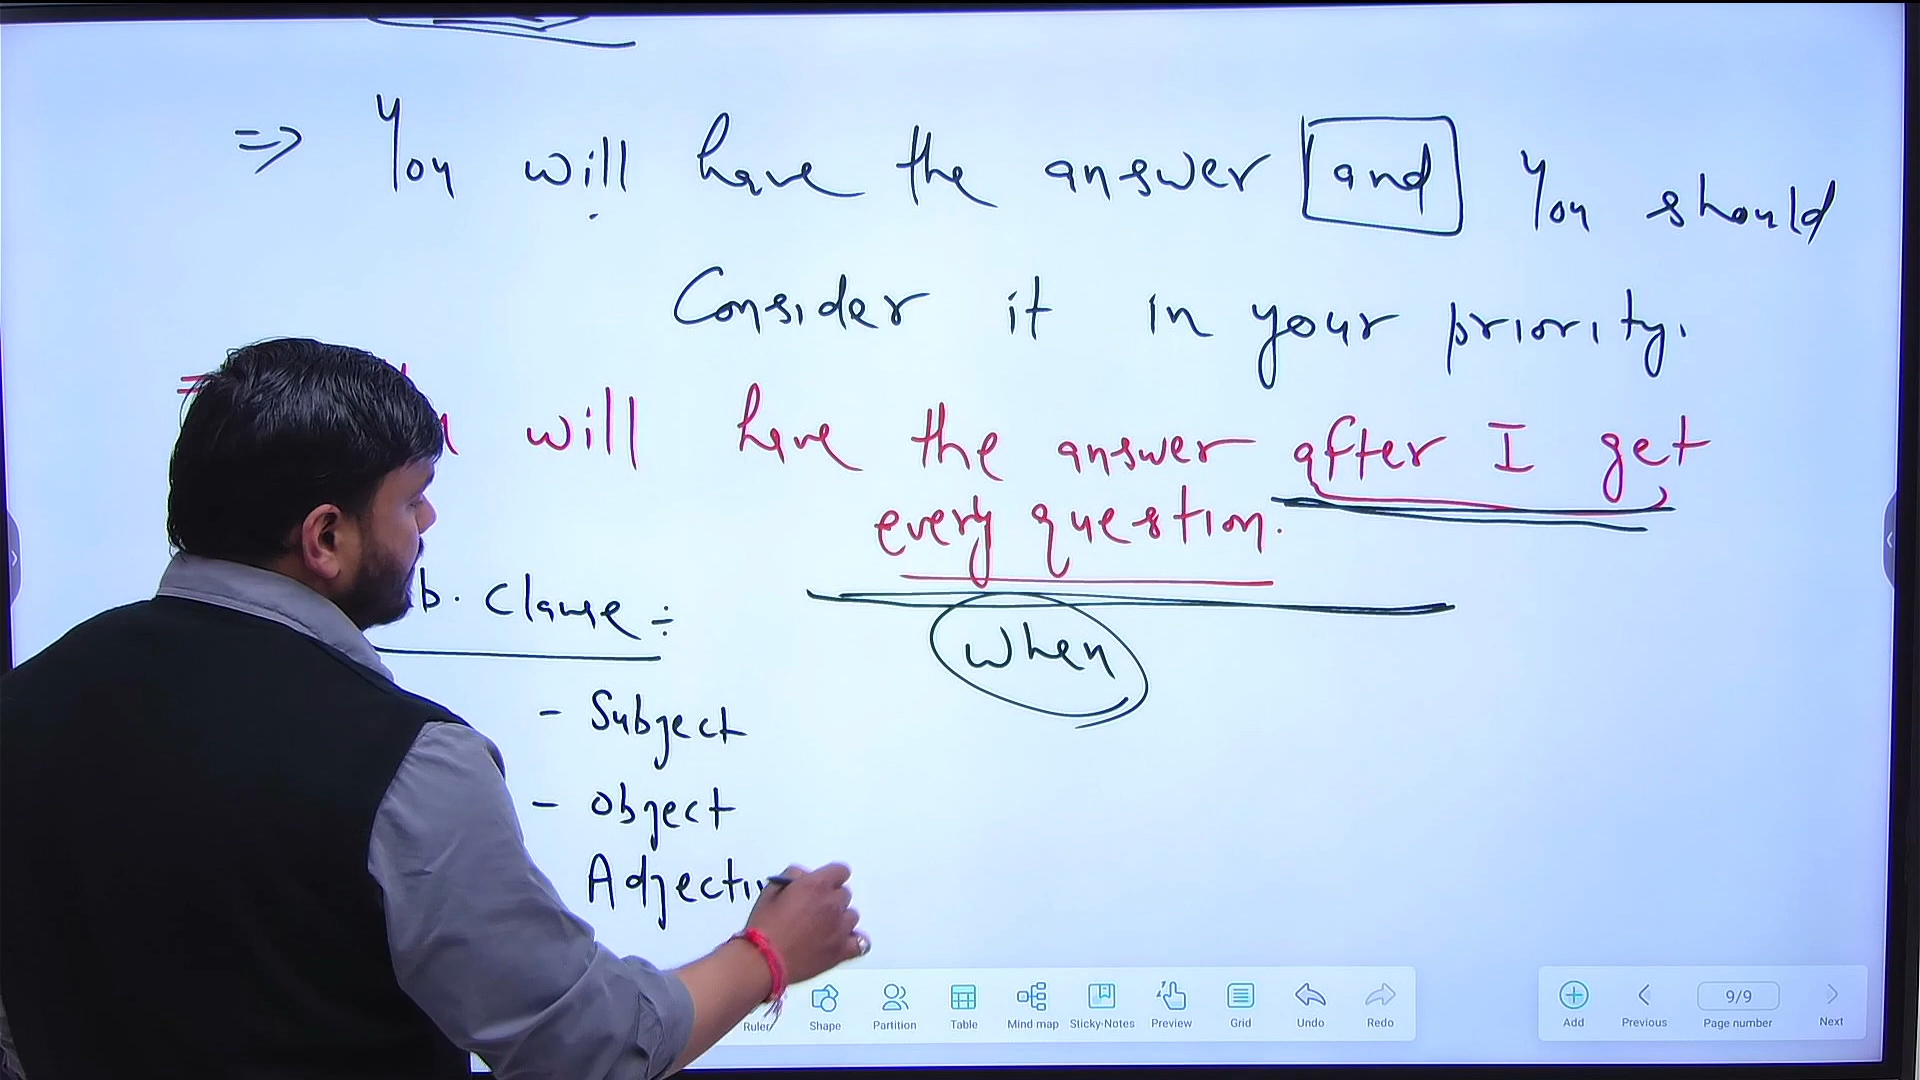 ⇒ You will have the answer and You should
Consider it in your priority.
will have the answer after I get
every question.
b. Clause :-
when
- Subject
- Object
Adjecti
Ruler Shape Partition Table Mind map Sticky-Notes Preview Grid Undo Redo
Add Previous 9/9 Page number Next